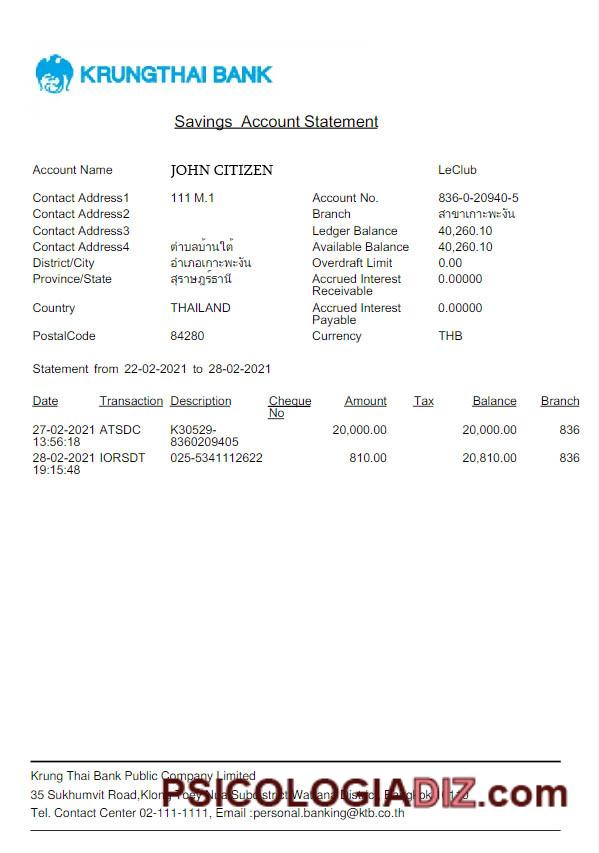 KRUNGTHAI BANK
Savings Account Statement
Account Name JOHN CITIZEN LeClub
Contact Address1 111 M.1 Account No. 836-0-20940-5
Contact Address2 Branch สาขาเกาะพะงัน
Contact Address3 Ledger Balance 40,260.10
Contact Address4 ตำบลบ้านใต้ Available Balance 40,260.10
District/City อำเภอเกาะพะงัน Overdraft Limit 0.00
Province/State สุราษฎร์ธานี Accrued Interest 0.00000
Receivable
Country THAILAND Accrued Interest 0.00000
Payable
PostalCode 84280 Currency THB
Statement from 22-02-2021 to 28-02-2021
Date Transaction Description Cheque Amount Tax Balance Branch
No
27-02-2021 ATSDC K30529- 20,000.00 20,000.00 836
13:56:18 8360209405
28-02-2021 IORSDT 025-5341112622 810.00 20,810.00 836
19:15:48
Krung Thai Bank Public Company Limited
35 Sukhumvit Road,Klong Toey Nua Subdistrict Wattana District, Bangkok 10110
PSICOLOGIADIZ.com
Tel. Contact Center 02-111-1111, Email :personal.banking@ktb.co.th